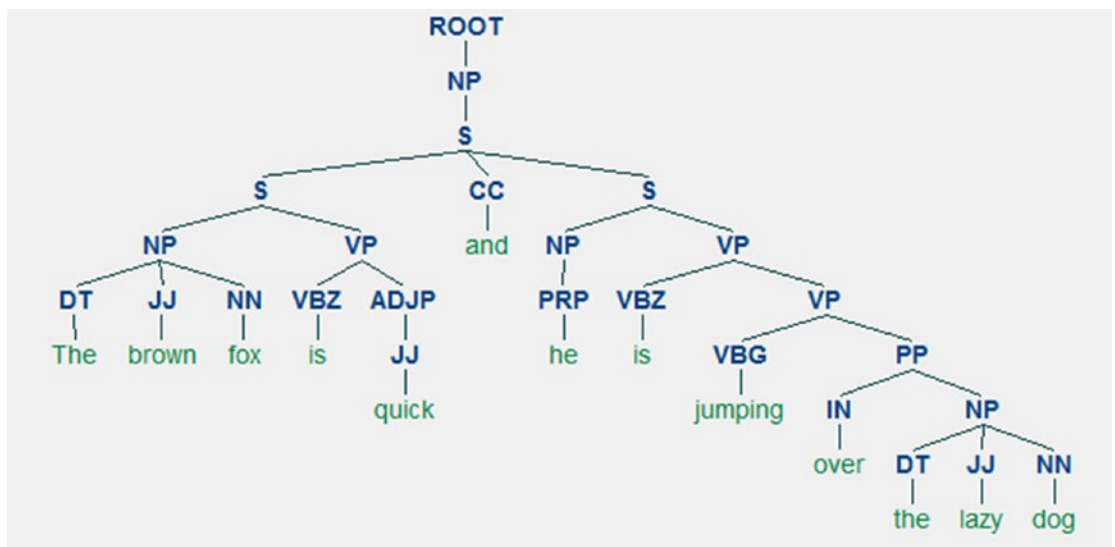 ROOT
NP
S
S CC S
NP VP and NP VP
DT JJ NN VBZ ADJP PRP VBZ VP
The brown fox is JJ he is VBG PP
quick jumping IN NP
over DT JJ NN
the lazy dog